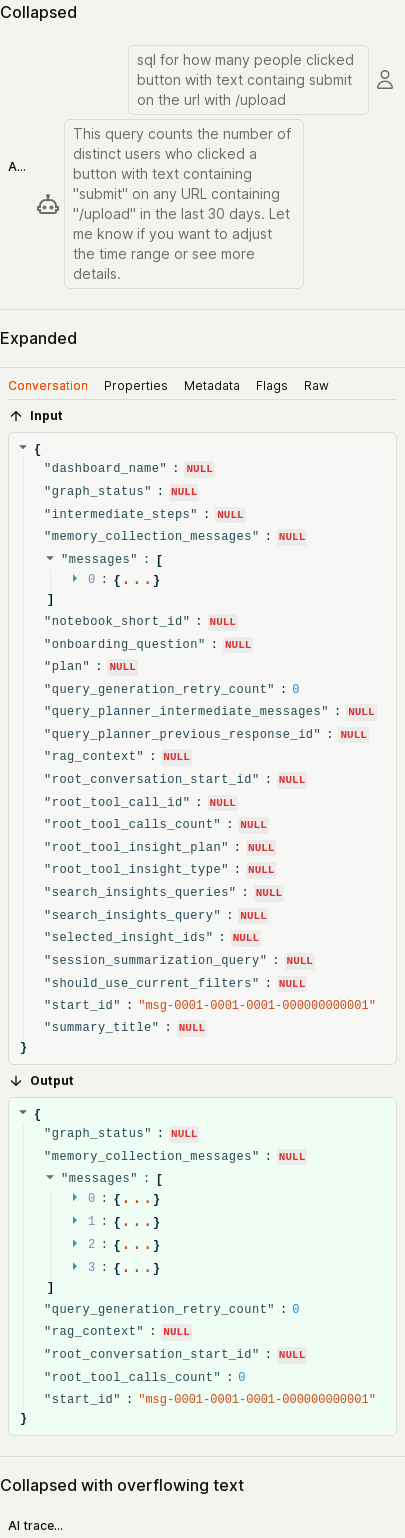 Collapsed
sql for how many people clicked
button with text containg submit
on the url with /upload
A...
This query counts the number of
distinct users who clicked a
button with text containing
"submit" on any URL containing
"/upload" in the last 30 days. Let
me know if you want to adjust
the time range or see more
details.
Expanded
Conversation Properties Metadata Flags Raw
Input
{
"dashboard_name" : NULL
"graph_status" : NULL
"intermediate_steps" : NULL
"memory_collection_messages" : NULL
"messages" : [
0 : {...}
]
"notebook_short_id" : NULL
"onboarding_question" : NULL
"plan" : NULL
"query_generation_retry_count" : 0
"query_planner_intermediate_messages" : NULL
"query_planner_previous_response_id" : NULL
"rag_context" : NULL
"root_conversation_start_id" : NULL
"root_tool_call_id" : NULL
"root_tool_calls_count" : NULL
"root_tool_insight_plan" : NULL
"root_tool_insight_type" : NULL
"search_insights_queries" : NULL
"search_insights_query" : NULL
"selected_insight_ids" : NULL
"session_summarization_query" : NULL
"should_use_current_filters" : NULL
"start_id" : "msg-0001-0001-0001-000000000001"
"summary_title" : NULL
}
Output
{
"graph_status" : NULL
"memory_collection_messages" : NULL
"messages" : [
0 : {...}
1 : {...}
2 : {...}
3 : {...}
]
"query_generation_retry_count" : 0
"rag_context" : NULL
"root_conversation_start_id" : NULL
"root_tool_calls_count" : 0
"start_id" : "msg-0001-0001-0001-000000000001"
}
Collapsed with overflowing text
AI trace...